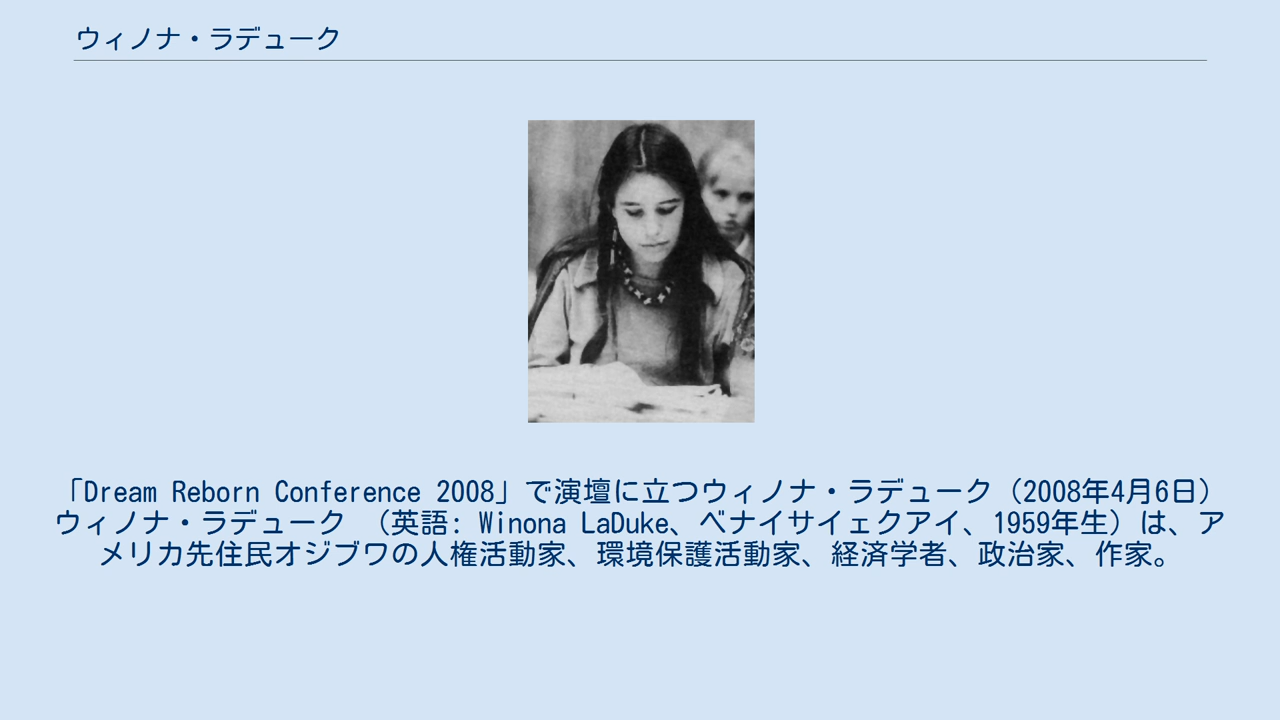 ウィノナ・ラデューク
「Dream Reborn Conference 2008」で演壇に立つウィノナ・ラデューク（2008年4月6日）
ウィノナ・ラデューク （英語: Winona LaDuke、ベナイサイェクアイ、1959年生）は、ア
メリカ先住民オジブワの人権活動家、環境保護活動家、経済学者、政治家、作家。